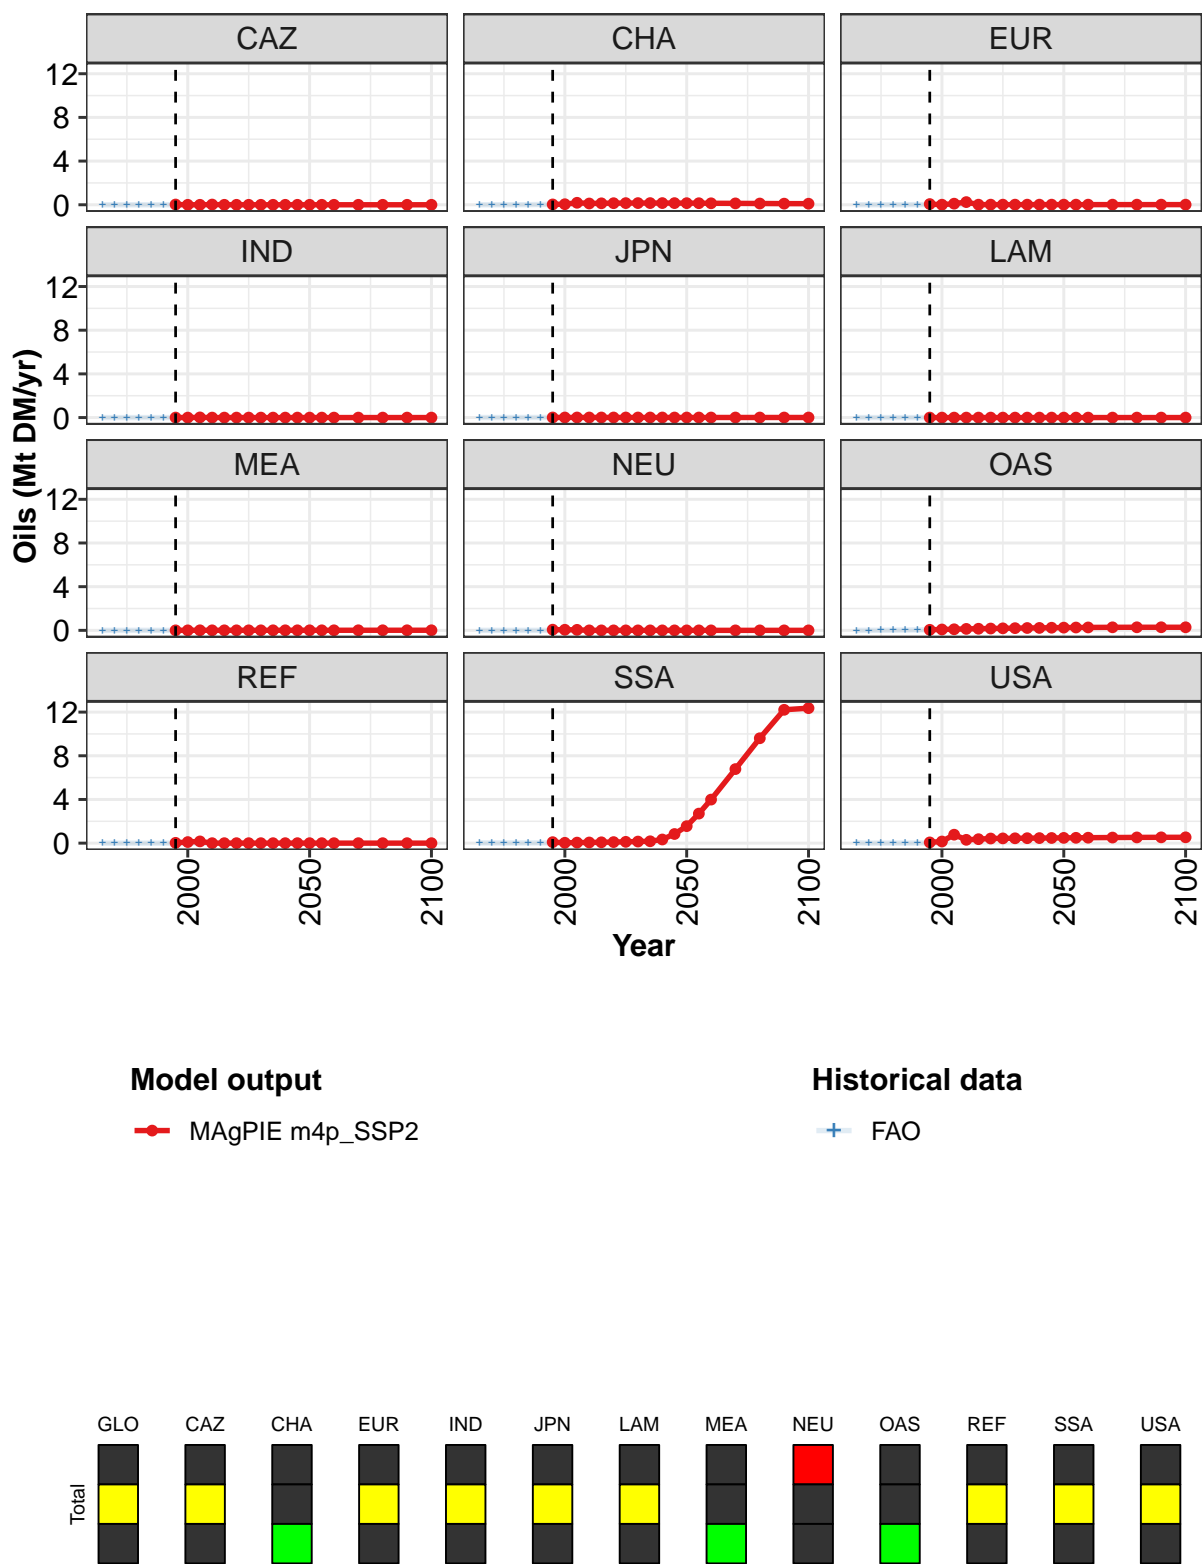 CAZ CHA EUR
12
8
4
0
IND JPN LAM
12
8
4
0
MEA NEU OAS
12
8
4
0
REF SSA USA
12
8
4
0
2000 2050 2100 2000 2050 2100 2000 2050 2100
Oils (Mt DM/yr)
Year
Model output Historical data
MAgPIE m4p_SSP2 FAO
GLO CAZ CHA EUR IND JPN LAM MEA NEU OAS REF SSA USA
Total